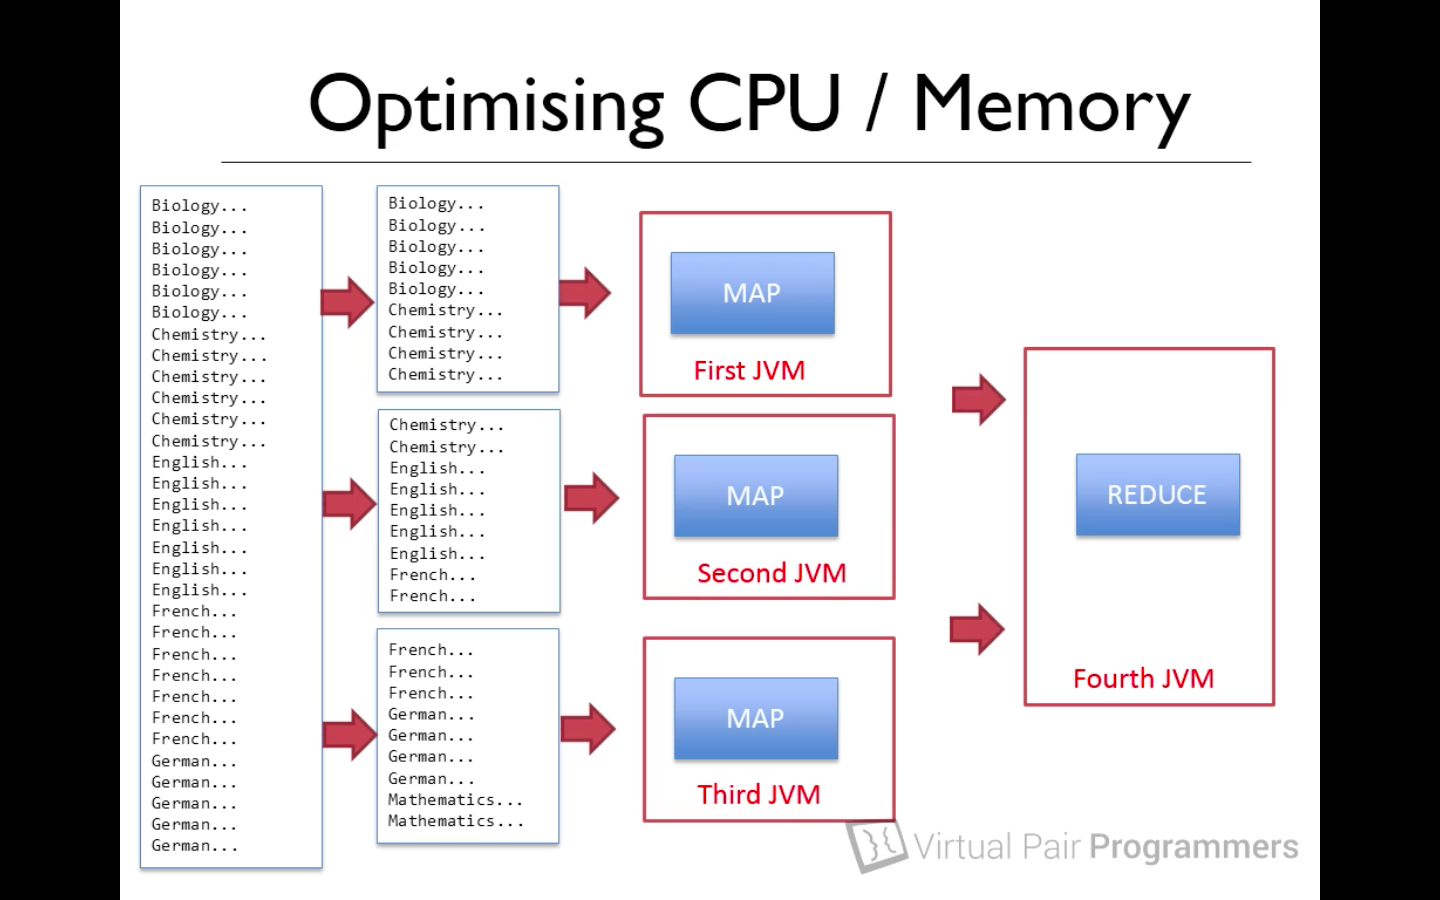 Optimising CPU / Memory
Biology...
Biology...
Biology...
Biology...
Biology...
Biology...
Chemistry...
Chemistry...
Chemistry...
Chemistry...
Chemistry...
Chemistry...
English...
English...
English...
English...
English...
English...
English...
French...
French...
French...
French...
French...
French...
French...
German...
German...
German...
German...
German...
Biology...
Biology...
Biology...
Biology...
Biology...
Chemistry...
Chemistry...
Chemistry...
Chemistry...
Chemistry...
Chemistry...
English...
English...
English...
English...
English...
French...
French...
French...
French...
French...
German...
German...
German...
German...
Mathematics...
Mathematics...
MAP
First JVM
MAP
Second JVM
MAP
Third JVM
REDUCE
Fourth JVM
Virtual Pair Programmers